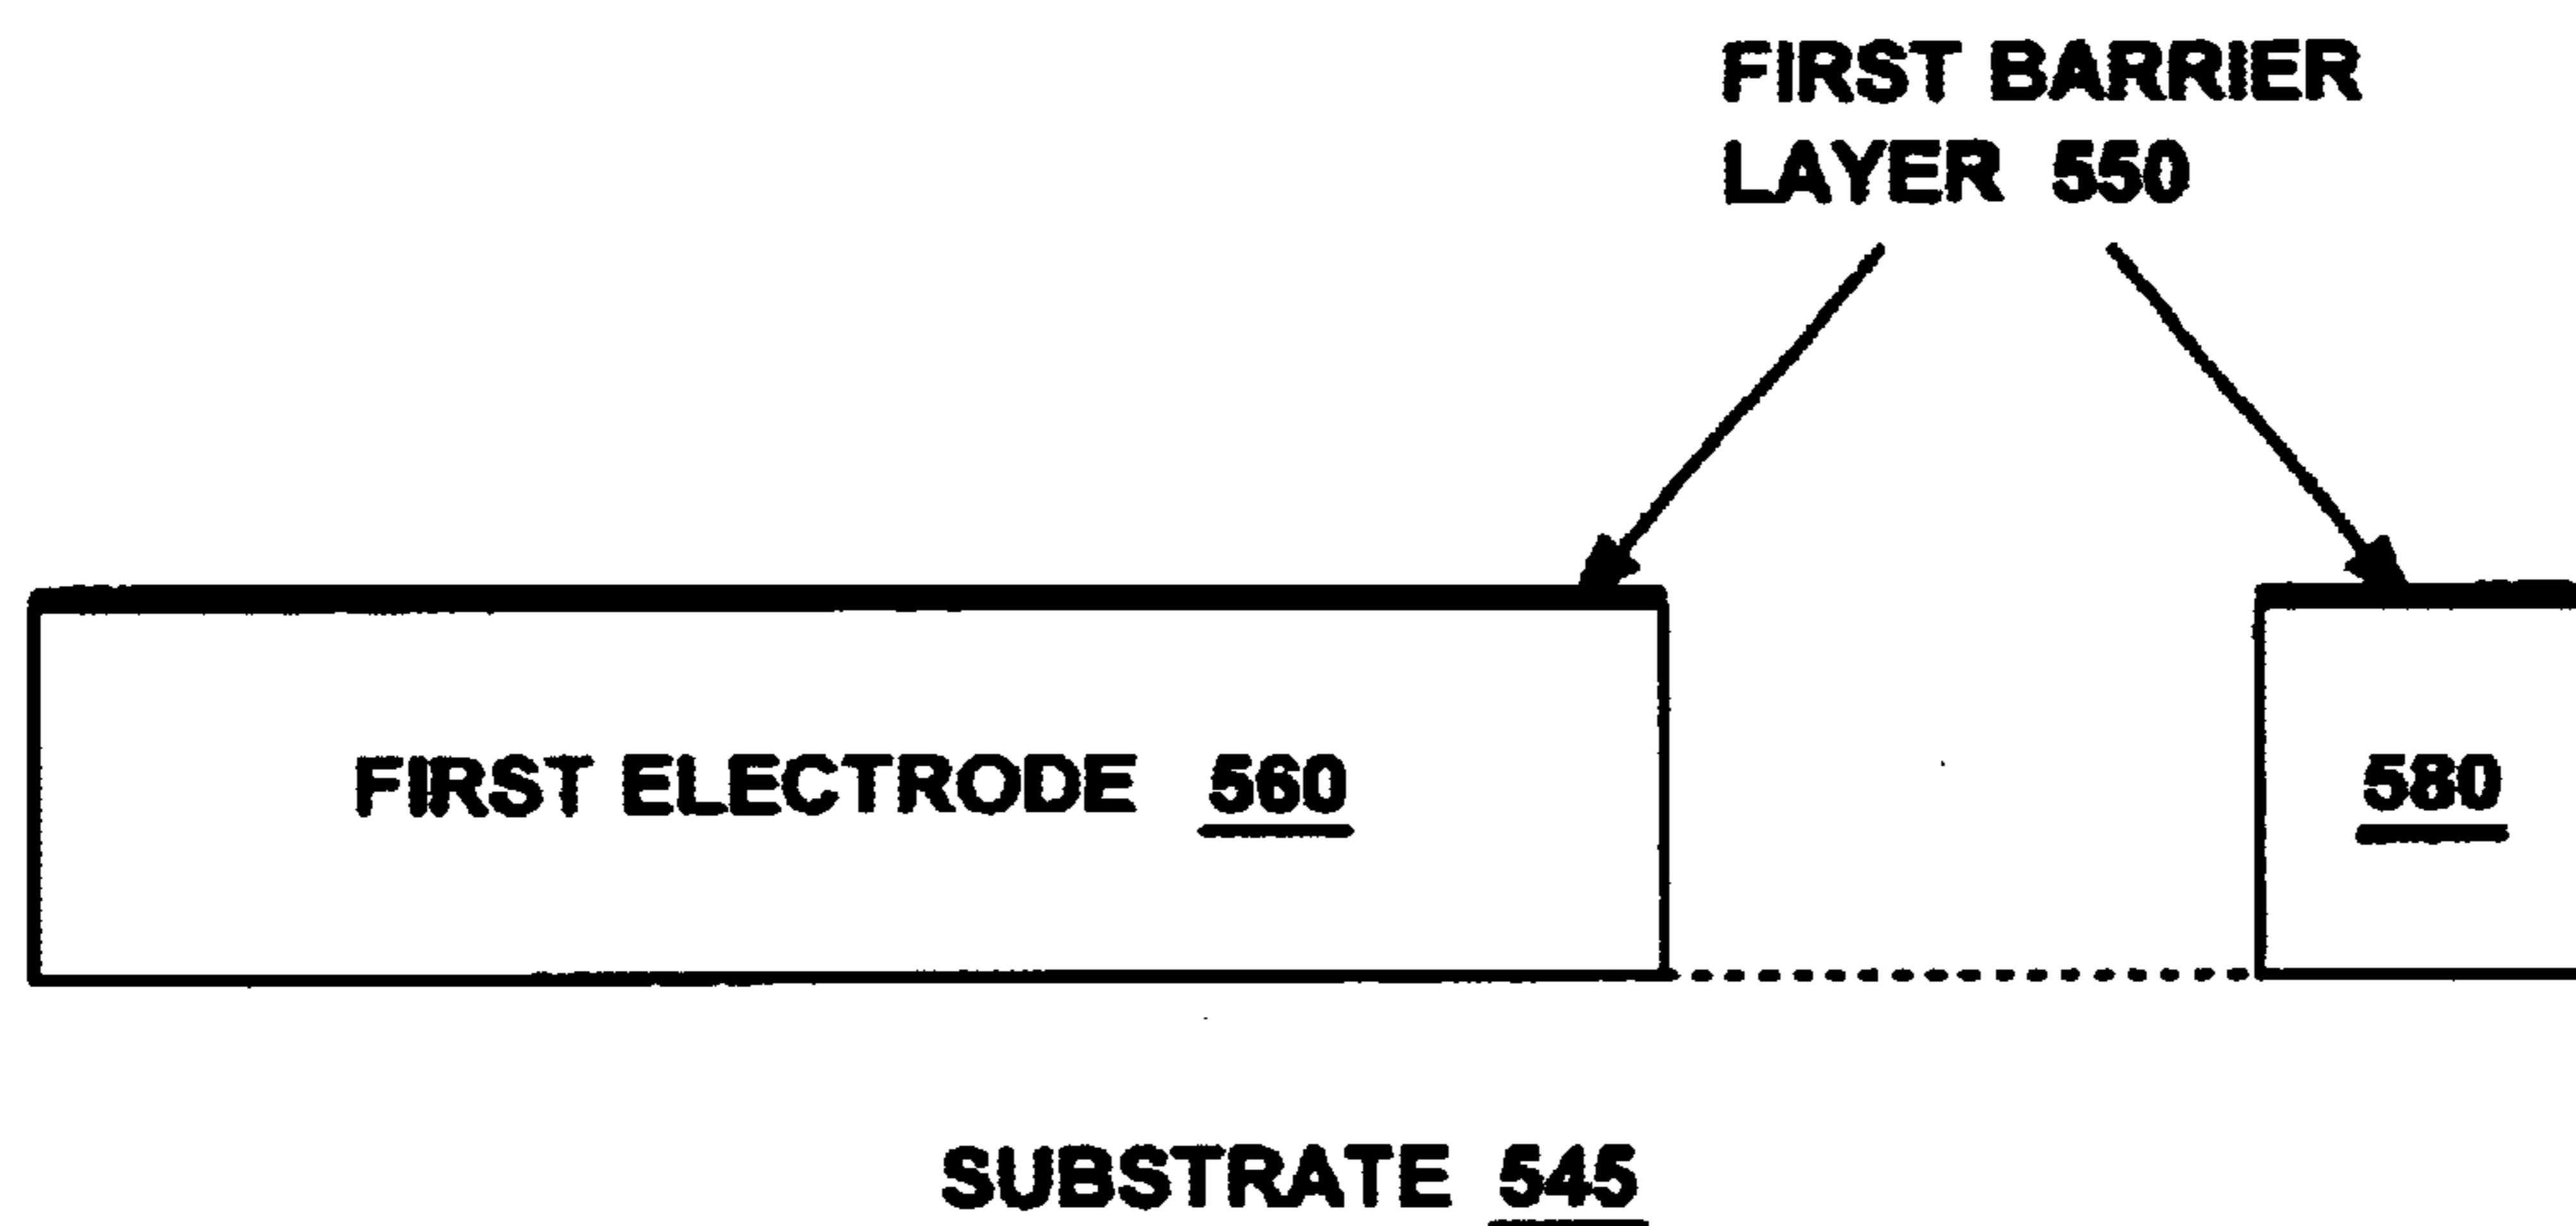 FIRST BARRIER
LAYER 550
FIRST ELECTRODE 560
580
SUBSTRATE 545